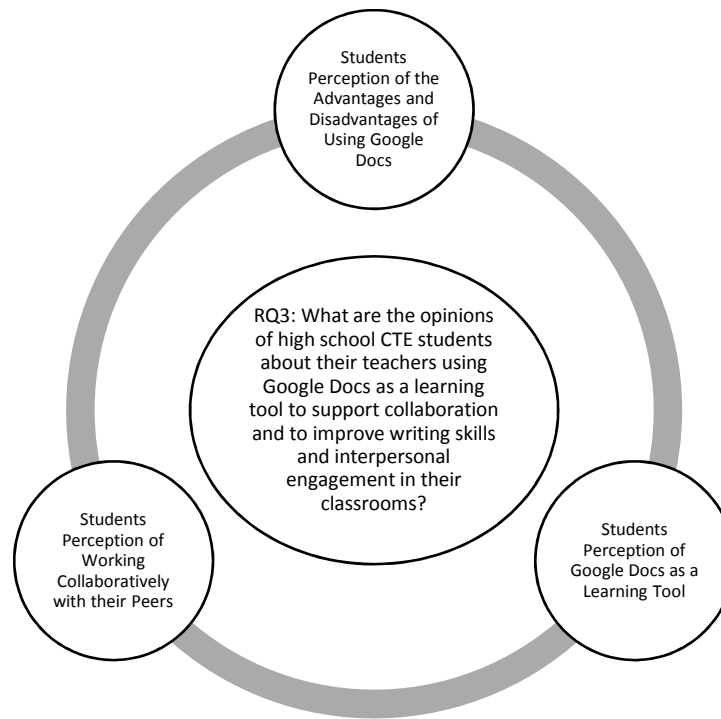 Students
Perception of the
Advantages and
Disadvantages of
Using Google
Docs
RQ3: What are the opinions
of high school CTE students
about their teachers using
Google Docs as a learning
tool to support collaboration
and to improve writing skills
and interpersonal
engagement in their
classrooms?
Students
Perception of
Working
Collaboratively
with their Peers
Students
Perception of
Google Docs as a
Learning Tool